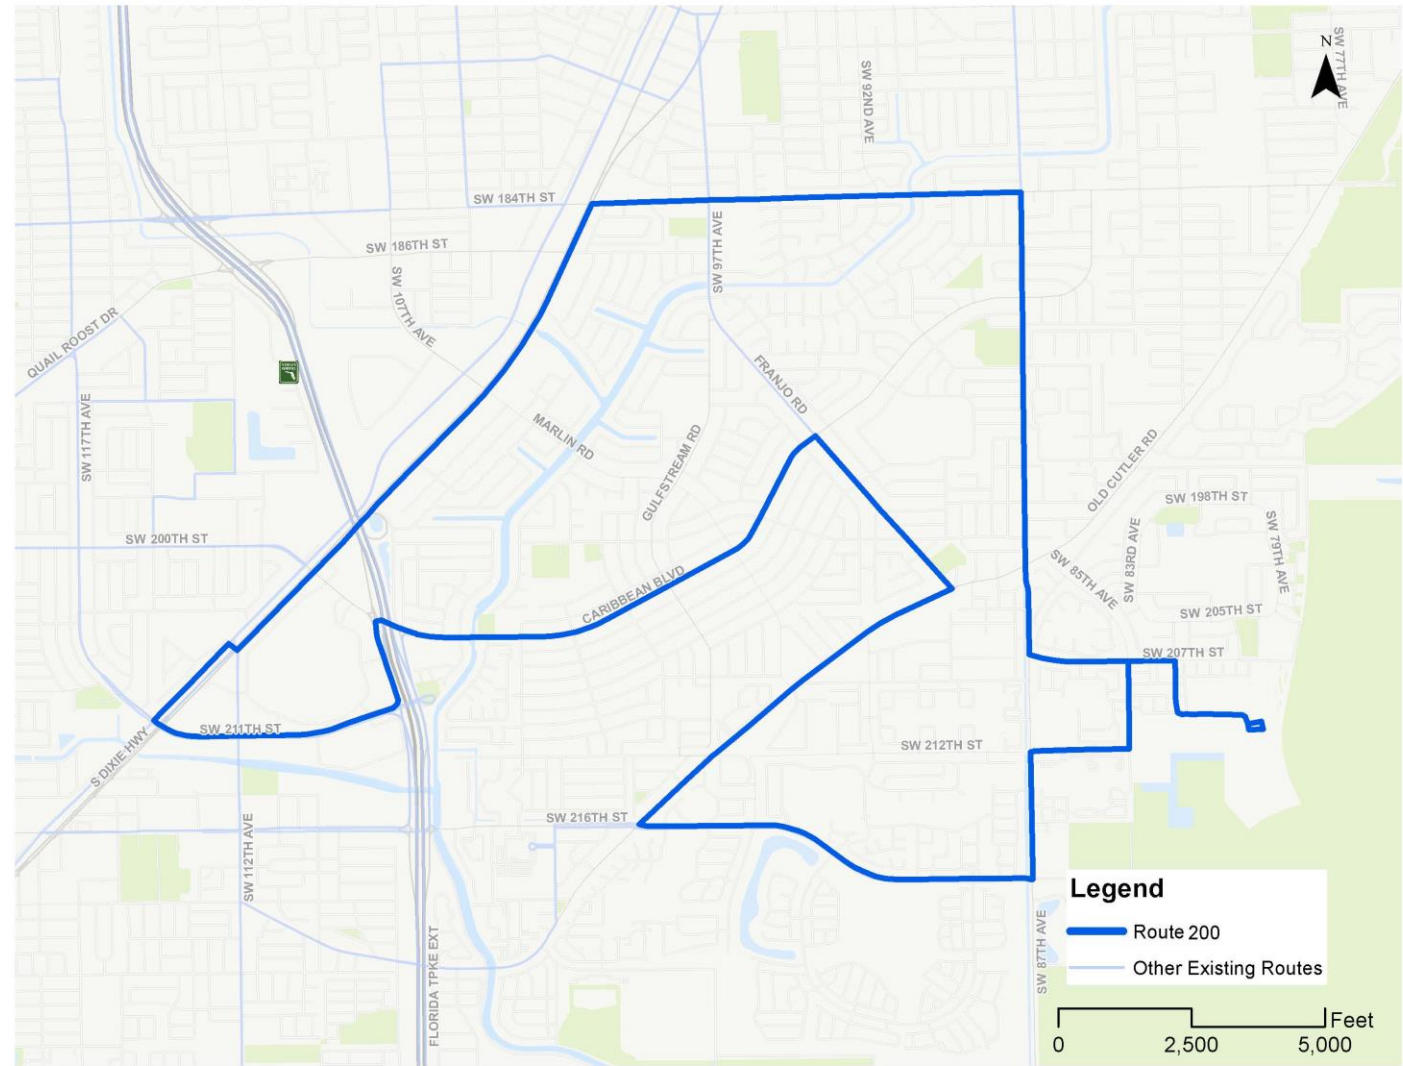 N
SW 77TH AVE
SW 92ND AVE
SW 184TH ST
SW 186TH ST
SW 97TH AVE
SW 107TH AVE
QUAIL ROOST DR
FRANJO RD
SW 117TH AVE
MARLIN RD
GULFSTREAM RD
OLD CUTLER RD
SW 198TH ST
SW 200TH ST
SW 79TH AVE
SW 83RD AVE
SW 85TH AVE
CARIBBEAN BLVD
SW 205TH ST
SW 207TH ST
SW 211TH ST
S DIXIE HWY
SW 212TH ST
SW 216TH ST
SW 112TH AVE
FLORIDA TPKE EXT
SW 87TH AVE
Legend
Route 200
Other Existing Routes
Feet
0 2,500 5,000